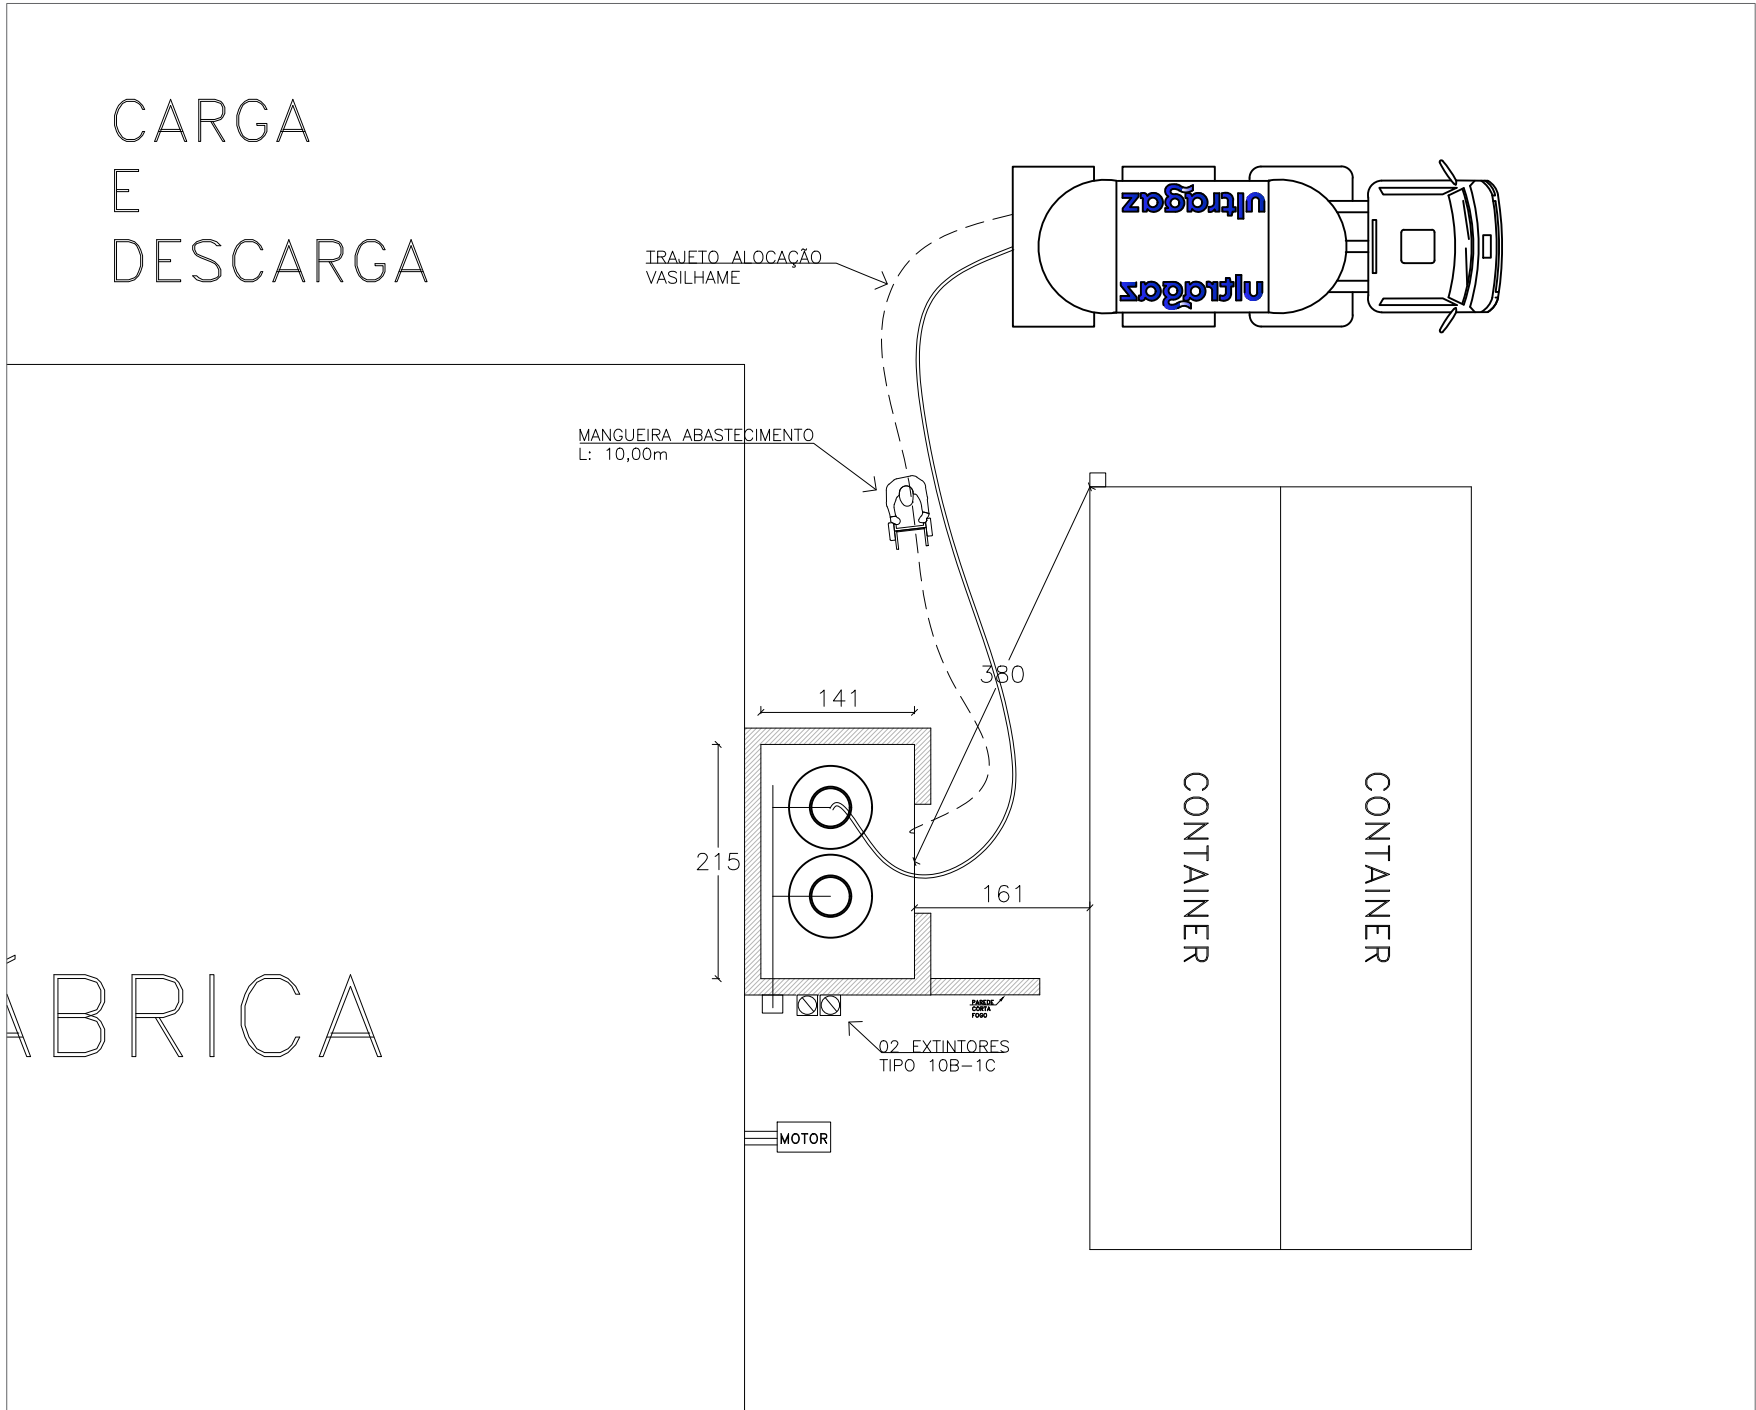 CARGA
E
DESCARGA
ultragaz
ultragaz
TRAJETO ALOCAÇÃO
VASILHAME
MANGUEIRA ABASTECIMENTO
L: 10,00m
380
141
215
161
CONTAINER
CONTAINER
ÁBRICA
PAREDE
CORTA
FOGO
02 EXTINTORES
TIPO 10B-1C
MOTOR